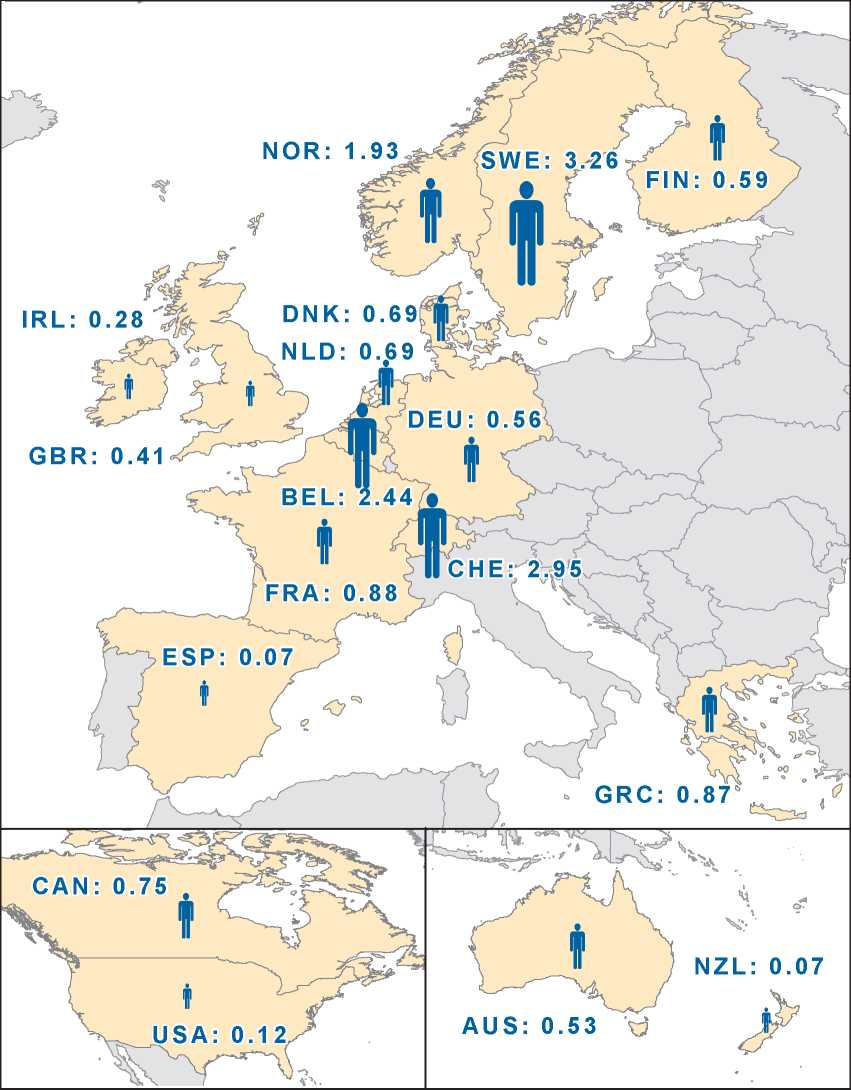 NOR: 1.93
SWE: 3.26
FIN: 0.59
IRL: 0.28
DNK: 0.69
NLD: 0.69
DEU: 0.56
GBR: 0.41
BEL: 2.44
CHE: 2.95
FRA: 0.88
ESP: 0.07
GRC: 0.87
CAN: 0.75
USA: 0.12
NZL: 0.07
AUS: 0.53